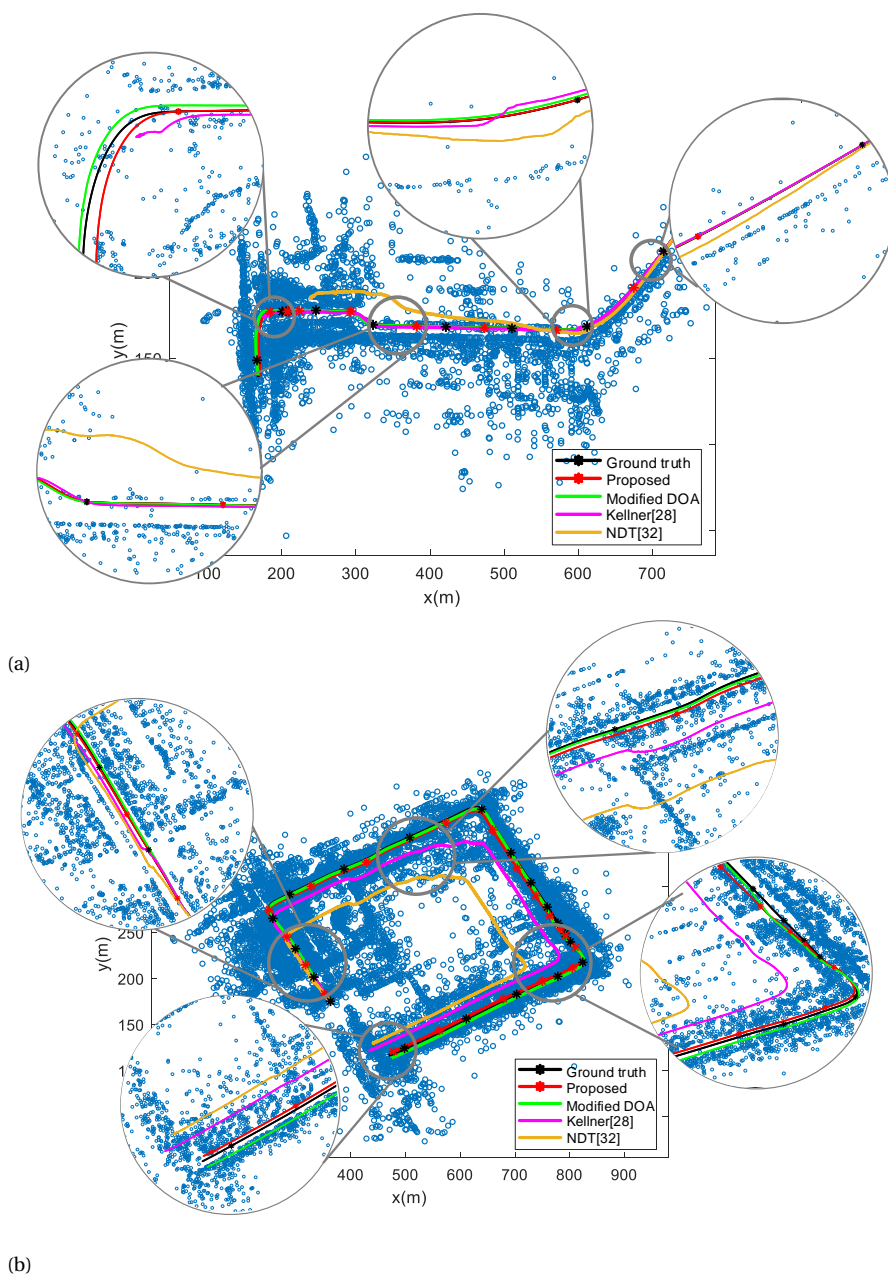 y(m)
150
Ground truth
Proposed
Modified DOA
Kellner[28]
NDT[32]
100 200 300 400 500 600 700
x(m)
(a)
250
200
150
y(m)
Ground truth
Proposed
Modified DOA
Kellner[28]
NDT[32]
400 500 600 700 800 900
x(m)
(b)